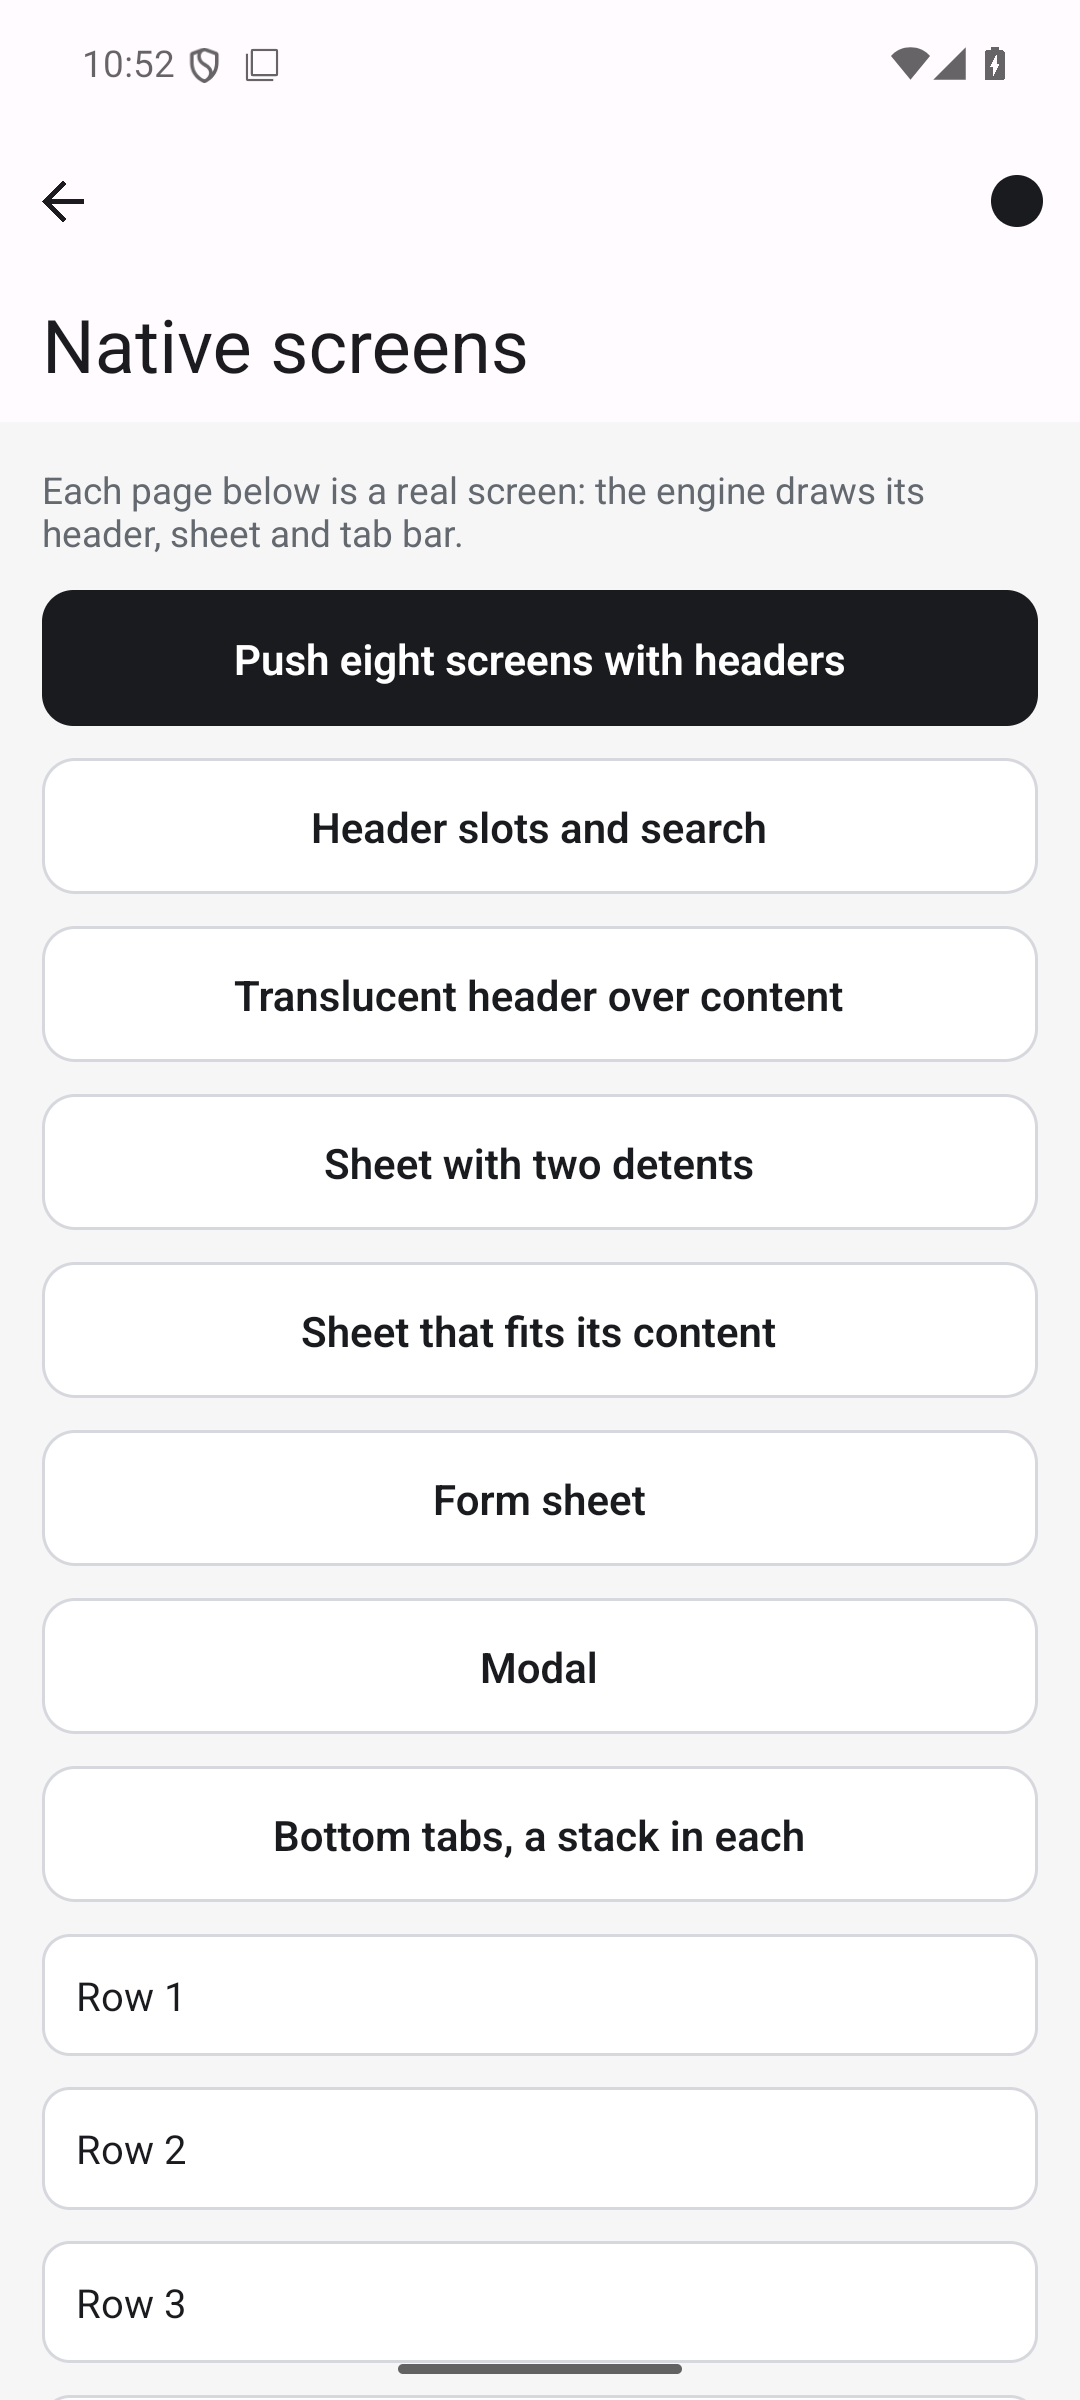 10:52
Native screens
Each page below is a real screen: the engine draws its
header, sheet and tab bar.
Push eight screens with headers
Header slots and search
Translucent header over content
Sheet with two detents
Sheet that fits its content
Form sheet
Modal
Bottom tabs, a stack in each
Row 1
Row 2
Row 3